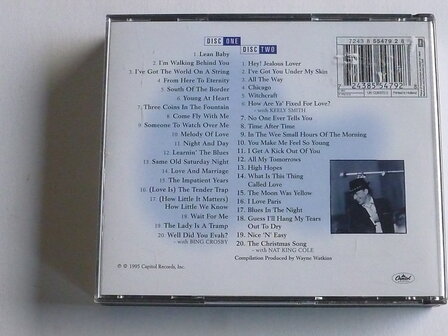 DISC ONE
1. Lean Baby
2. I'm Walking Behind You
3. I've Got The World On A String
4. From Here To Eternity
5. South Of The Border
6. Young At Heart
7. Three Coins In The Fountain
8. Come Fly With Me
9. Someone To Watch Over Me
10. Melody Of Love
11. Night And Day
12. Learnin' The Blues
13. Same Old Saturday Night
14. Love And Marriage
15. The Impatient Years
16. (Love Is) The Tender Trap
17. (How Little It Matters)
How Little We Know
18. Wait For Me
19. The Lady Is A Tramp
20. Well Did You Evah?
- with BING CROSBY
DISC TWO
1. Hey! Jealous Lover
2. I've Got You Under My Skin
3. All The Way
4. Chicago
5. Witchcraft
6. How Are Ya' Fixed For Love?
- with KEELY SMITH
7. No One Ever Tells You
8. Time After Time
9. In The Wee Small Hours Of The Morning
10. You Make Me Feel So Young
11. I Get A Kick Out Of You
12. All My Tomorrows
13. High Hopes
14. What Is This Thing
Called Love
15. The Moon Was Yellow
16. I Love Paris
17. Blues In The Night
18. Guess I'll Hang My Tears
Out To Dry
19. Nice 'N' Easy
20. The Christmas Song
- with NAT KING COLE
Compilation Produced by Wayne Watkins
7243 8 55479 2 8
7 24385 54792
℗ © 1995 Capitol Records, Inc.
Capitol